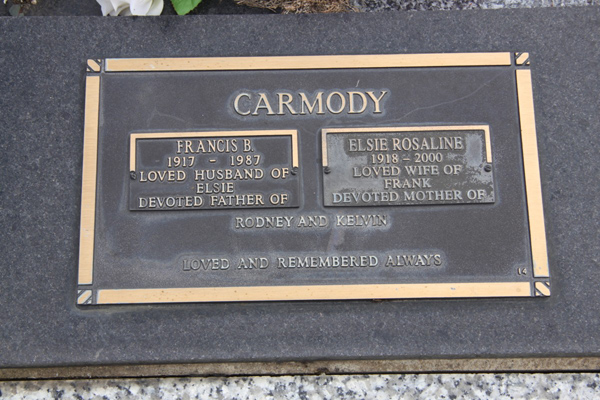 CARMODY
FRANCIS B.
1917 - 1987
LOVED HUSBAND OF
ELSIE
DEVOTED FATHER OF
ELSIE ROSALINE
1918 - 2000
LOVED WIFE OF
FRANK
DEVOTED MOTHER OF
RODNEY AND KELVIN
LOVED AND REMEMBERED ALWAYS